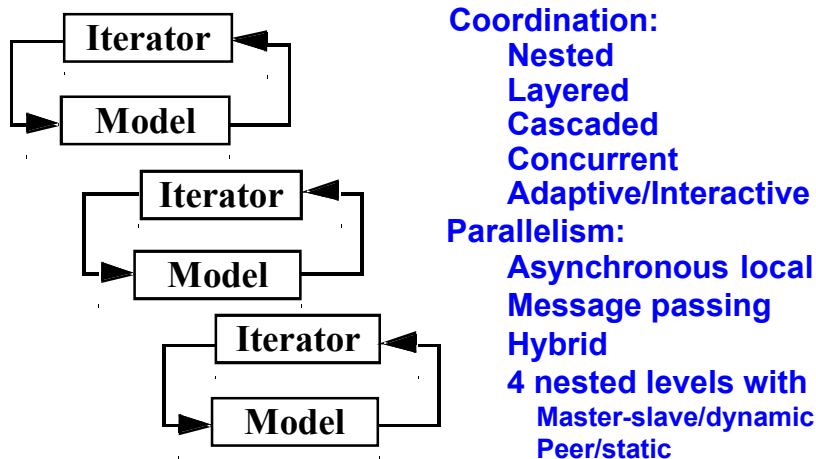 Iterator
Model
Iterator
Model
Iterator
Model
Coordination:
Nested
Layered
Cascaded
Concurrent
Adaptive/Interactive
Parallelism:
Asynchronous local
Message passing
Hybrid
4 nested levels with
Master-slave/dynamic
Peer/static